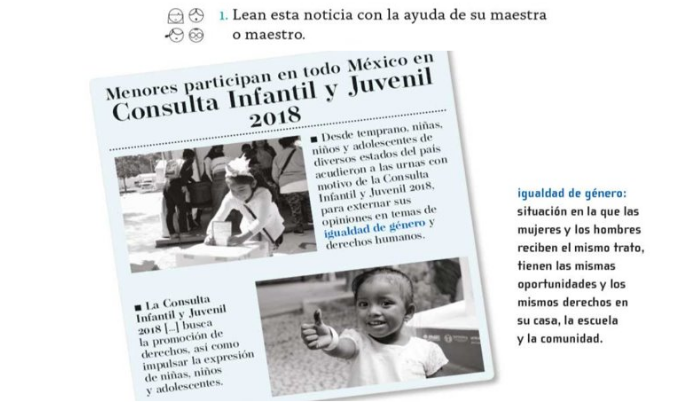 1. Lean esta noticia con la ayuda de su maestra
o maestro.
Menores participan en todo México en
Consulta Infantil y Juvenil
2018
■ Desde temprano, niñas,
niños y adolescentes de
diversos estados del país
acudieron a las urnas con
motivo de la Consulta
Infantil y Juvenil 2018,
para externar sus
opiniones en temas de
igualdad de género y
derechos humanos.
■ La Consulta
Infantil y Juvenil
2018 [...] busca
la promoción de
derechos, así como
impulsar la expresión
de niñas, niños
y adolescentes.
igualdad de género:
situación en la que las
mujeres y los hombres
reciben el mismo trato,
tienen las mismas
oportunidades y los
mismos derechos en
su casa, la escuela
y la comunidad.